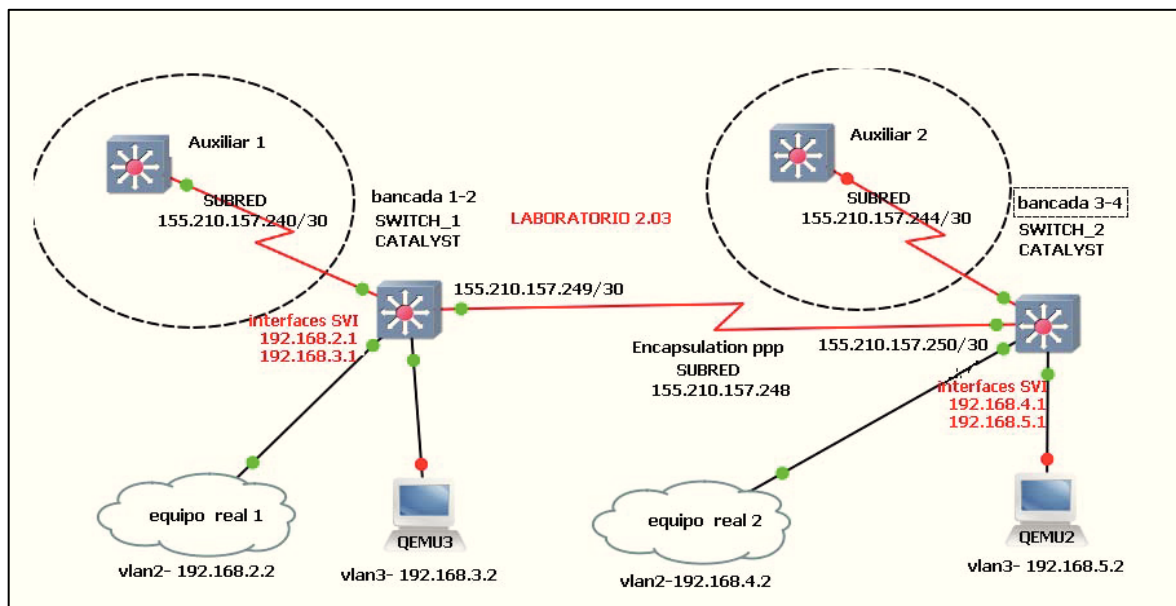 Auxiliar 1
SUBRED
155.210.157.240/30
bancada 1-2
SWITCH_1
CATALYST
LABORATORIO 2.03
Auxiliar 2
SUBRED
155.210.157.244/30
bancada 3-4
SWITCH_2
CATALYST
155.210.157.249/30
interfaces SVI
192.168.2.1
192.168.3.1
Encapsulation ppp
SUBRED
155.210.157.248
155.210.157.250/30
interfaces SVI
192.168.4.1
192.168.5.1
equipo real 1
vlan2- 192.168.2.2
QEMU3
vlan3- 192.168.3.2
equipo real 2
vlan2-192.168.4.2
QEMU2
vlan3- 192.168.5.2